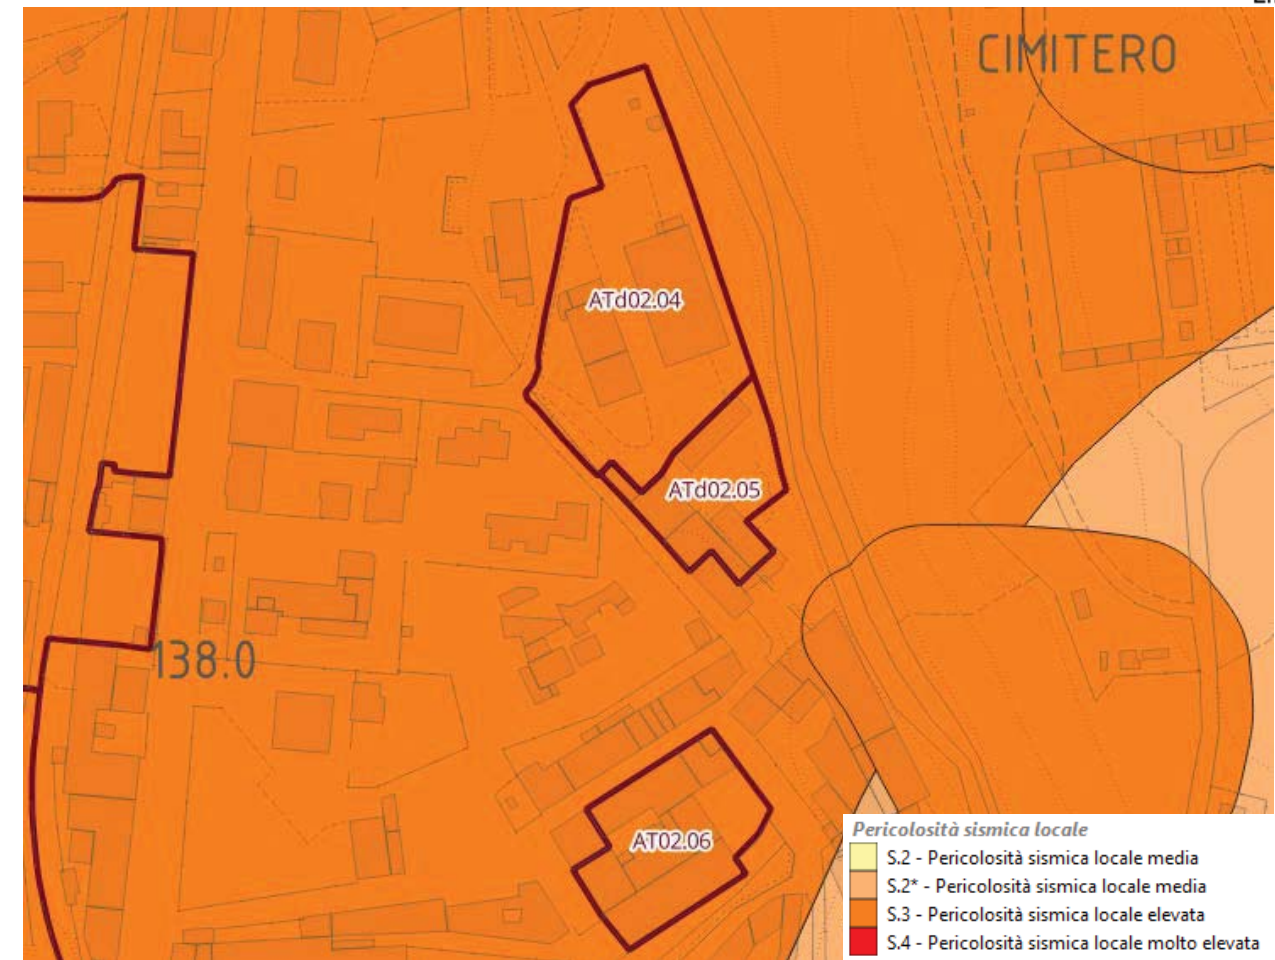 CIMITERO
ATd02.04
ATd02.05
138.0
AT02.06
Pericolosità sismica locale
S.2 - Pericolosità sismica locale media
S.2* - Pericolosità sismica locale media
S.3 - Pericolosità sismica locale elevata
S.4 - Pericolosità sismica locale molto elevata